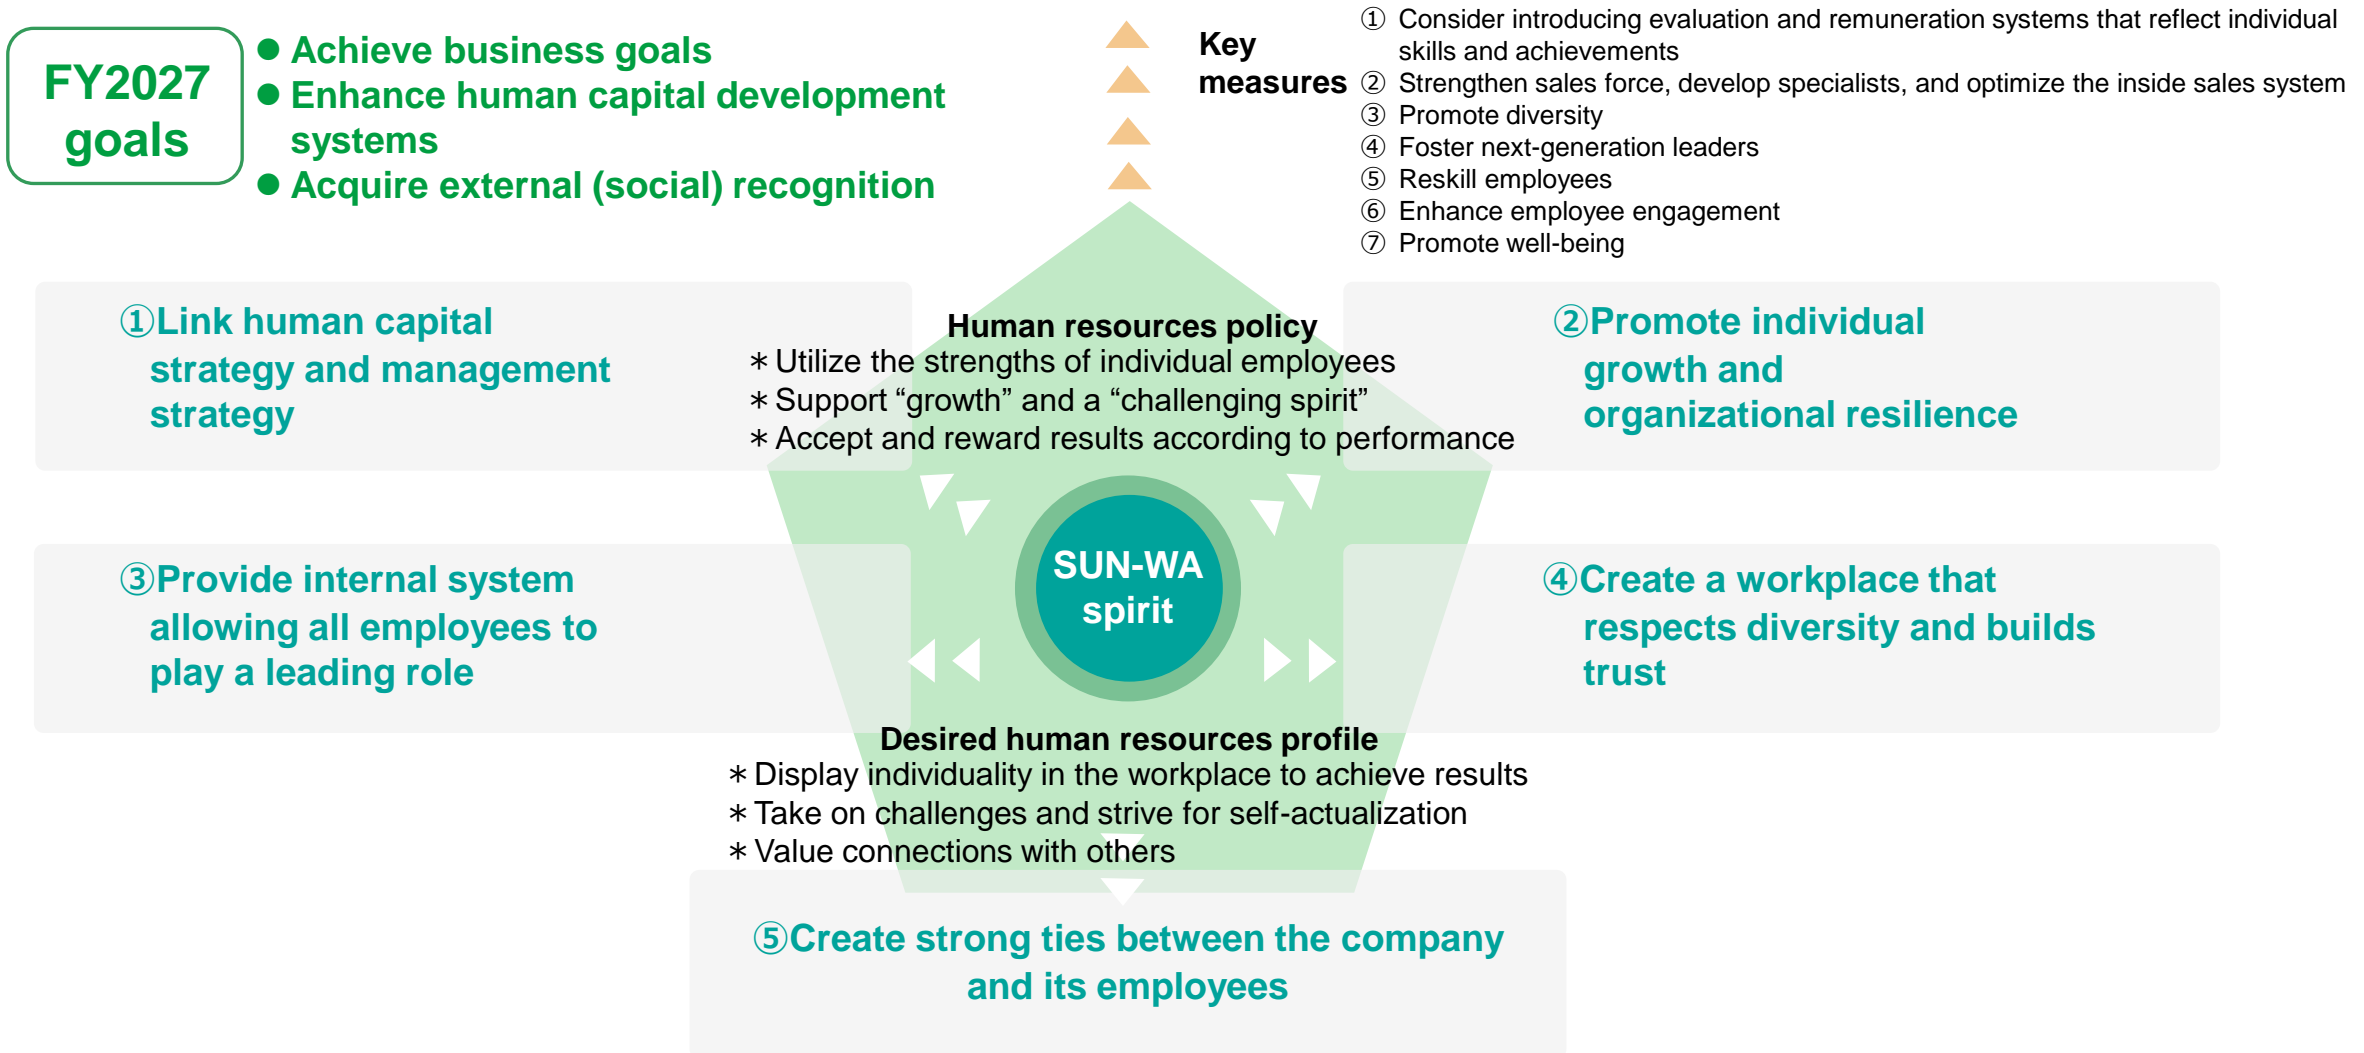 FY2027
goals
● Achieve business goals
● Enhance human capital development
systems
● Acquire external (social) recognition
Key
measures
① Consider introducing evaluation and remuneration systems that reflect individual
skills and achievements
② Strengthen sales force, develop specialists, and optimize the inside sales system
③ Promote diversity
④ Foster next-generation leaders
⑤ Reskill employees
⑥ Enhance employee engagement
⑦ Promote well-being
①Link human capital
strategy and management
strategy
Human resources policy
＊Utilize the strengths of individual employees
＊Support “growth” and a “challenging spirit”
＊Accept and reward results according to performance
②Promote individual
growth and
organizational resilience
SUN-WA
spirit
③Provide internal system
allowing all employees to
play a leading role
④Create a workplace that
respects diversity and builds
trust
Desired human resources profile
＊Display individuality in the workplace to achieve results
＊Take on challenges and strive for self-actualization
＊Value connections with others
⑤Create strong ties between the company
and its employees